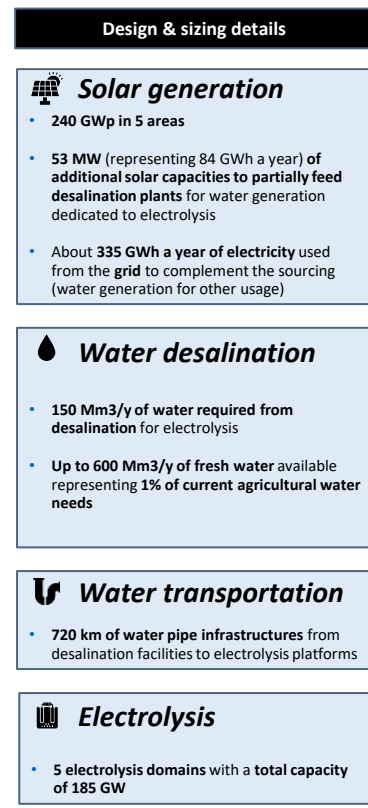 Design & sizing details
Solar generation
• 240 GWp in 5 areas
• 53 MW (representing 84 GWh a year) of
additional solar capacities to partially feed
desalination plants for water generation
dedicated to electrolysis
• About 335 GWh a year of electricity used
from the grid to complement the sourcing
(water generation for other usage)
Water desalination
• 150 Mm3/y of water required from
desalination for electrolysis
• Up to 600 Mm3/y of fresh water available
representing 1% of current agricultural water
needs
Water transportation
• 720 km of water pipe infrastructures from
desalination facilities to electrolysis platforms
Electrolysis
• 5 electrolysis domains with a total capacity
of 185 GW